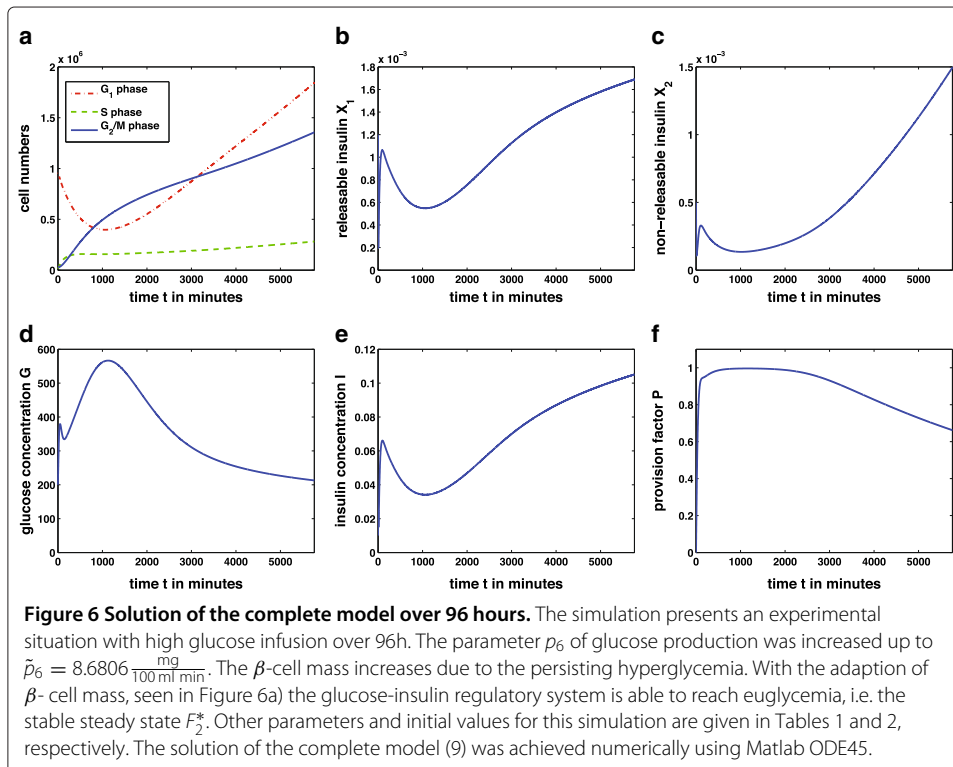 a
b
c
x 10⁶
2
1.5
1
0.5
0
G₁ phase
S phase
G₂/M phase
cell numbers
0 1000 2000 3000 4000 5000
time t in minutes
x 10⁻³
1.8
1.6
1.4
1.2
1
0.8
0.6
0.4
0.2
0
releasable insulin X₁
0 1000 2000 3000 4000 5000
time t in minutes
x 10⁻³
1.5
1
0.5
0
non−releasable insulin X₂
0 1000 2000 3000 4000 5000
time t in minutes
d
e
f
600
500
400
300
200
100
0
glucose concentration G
0 1000 2000 3000 4000 5000
time t in minutes
0.12
0.1
0.08
0.06
0.04
0.02
0
insulin concentration I
0 1000 2000 3000 4000 5000
time t in minutes
1
0.8
0.6
0.4
0.2
0
provision factor P
0 1000 2000 3000 4000 5000
time t in minutes
Figure 6 Solution of the complete model over 96 hours. The simulation presents an experimental
situation with high glucose infusion over 96h. The parameter p₆ of glucose production was increased up to
p̃₆ = 8.6806 mg/100 ml min. The β-cell mass increases due to the persisting hyperglycemia. With the adaption of
β- cell mass, seen in Figure 6a) the glucose-insulin regulatory system is able to reach euglycemia, i.e. the
stable steady state F₂*. Other parameters and initial values for this simulation are given in Tables 1 and 2,
respectively. The solution of the complete model (9) was achieved numerically using Matlab ODE45.